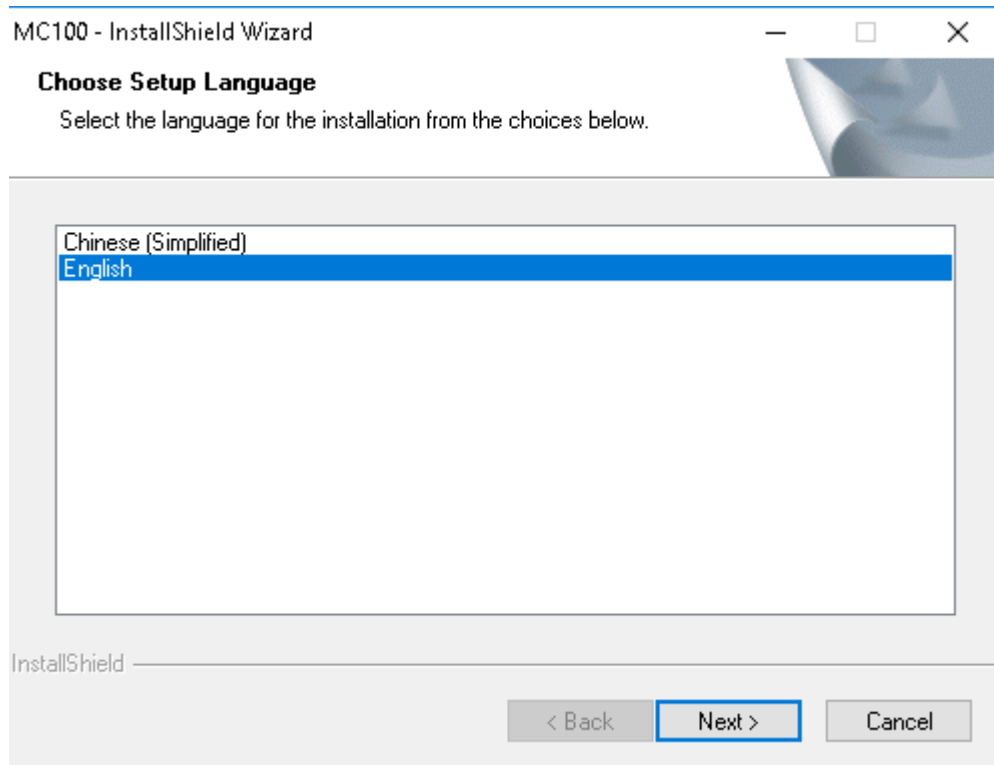 MC100 - InstallShield Wizard
Choose Setup Language
Select the language for the installation from the choices below.
Chinese (Simplified)
English
InstallShield
< Back
Next >
Cancel